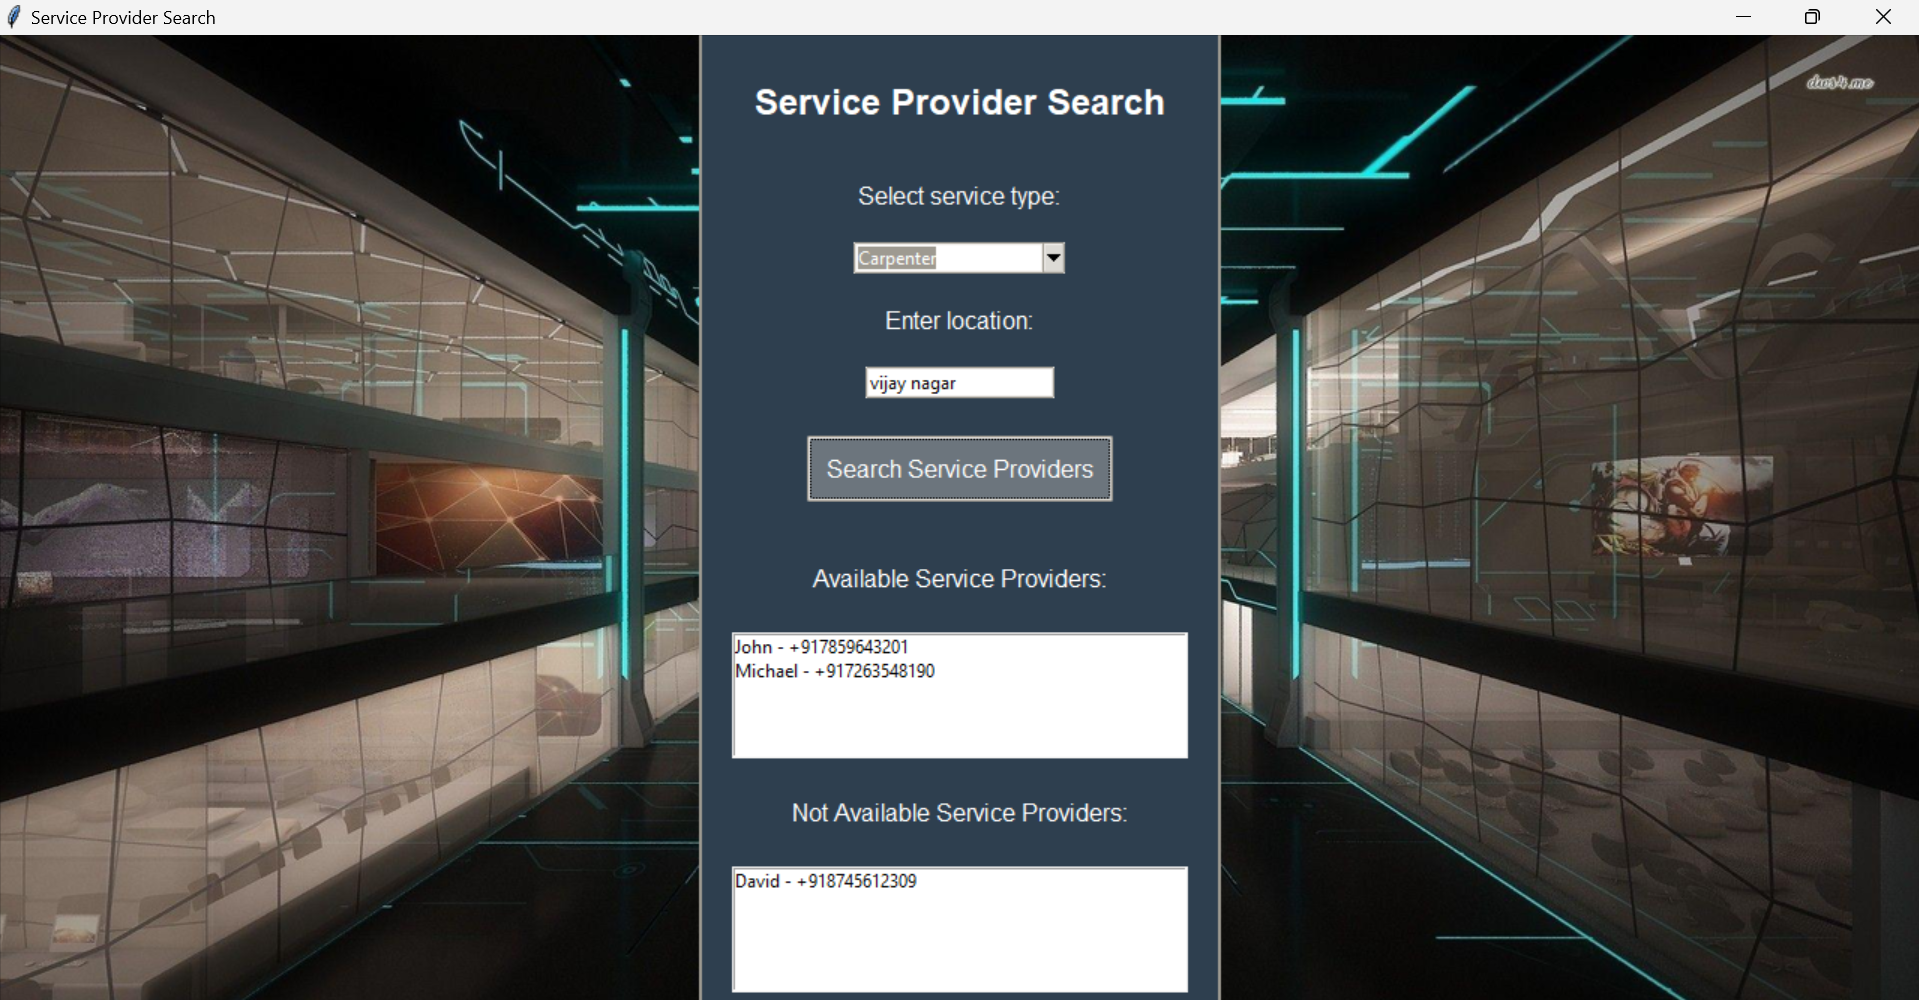 Service Provider Search
dws4.me
Service Provider Search
Select service type:
Carpenter
Enter location:
vijay nagar
Search Service Providers
Available Service Providers:
John - +917859643201
Michael - +917263548190
Not Available Service Providers:
David - +918745612309